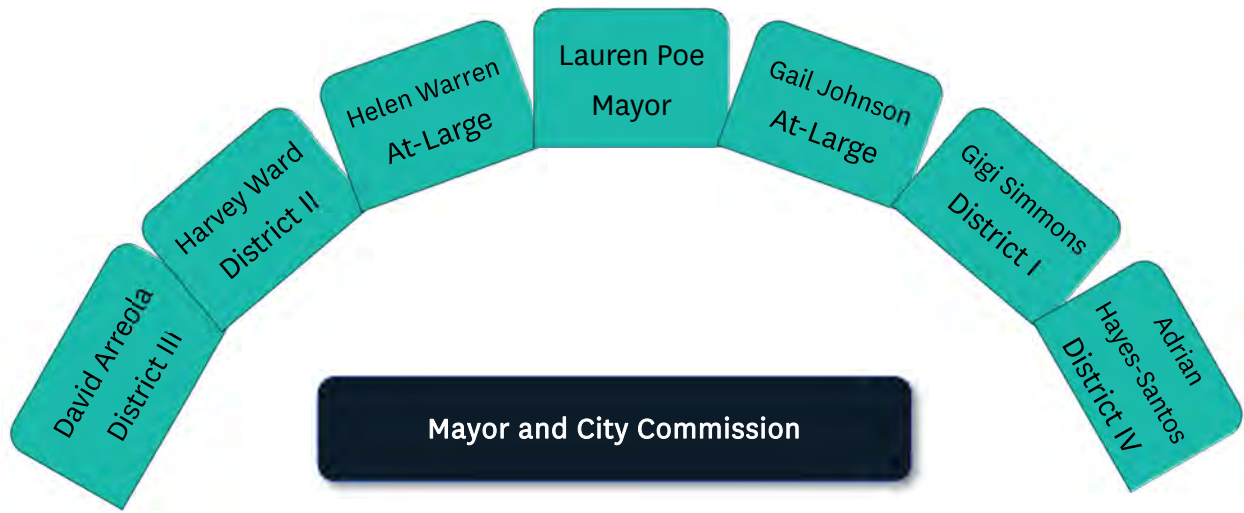 David Arreola
District III
Harvey Ward
District II
Helen Warren
At-Large
Lauren Poe
Mayor
Gail Johnson
At-Large
Gigi Simmons
District I
Adrian
Hayes-Santos
District IV
Mayor and City Commission